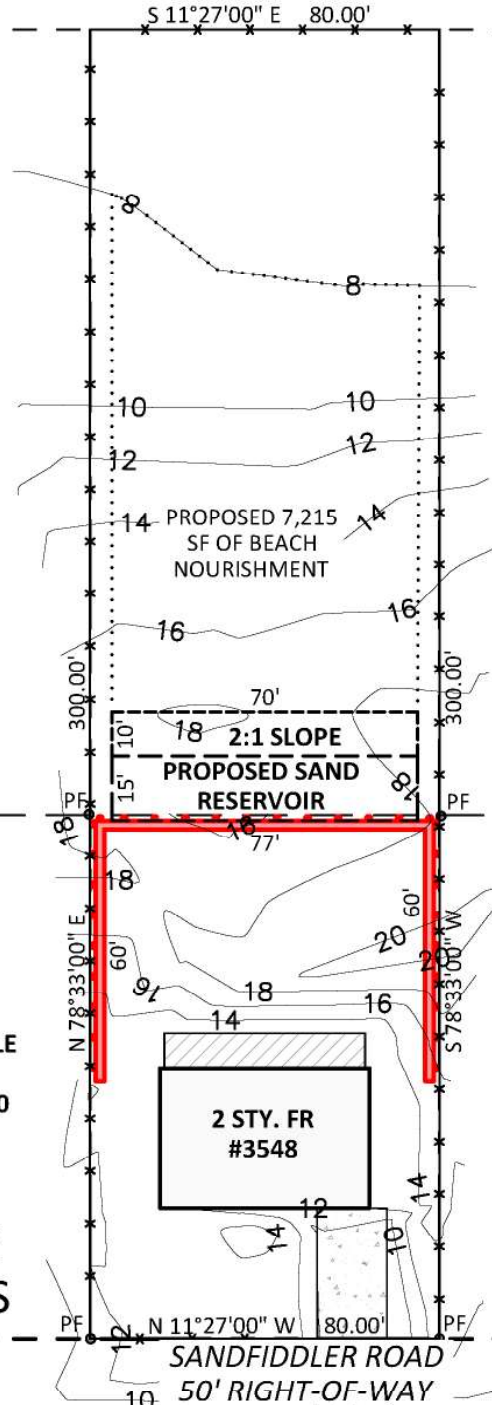 S 11°27'00" E 80.00'
8
8
10
10
12
12
14
14
PROPOSED 7,215
SF OF BEACH
NOURISHMENT
16
16
300.00'
300.00'
70'
18
10'
2:1 SLOPE
15'
PROPOSED SAND
RESERVOIR
18
PF
PF
18
16
77'
18
60'
60'
20
20
N 78°33'00" E
S 78°33'00" W
16
18
16
14
LE
0
2 STY. FR
#3548
12
14
14
10
S
PF
PF
12
N 11°27'00" W 80.00'
SANDFIDDLER ROAD
10
50' RIGHT-OF-WAY